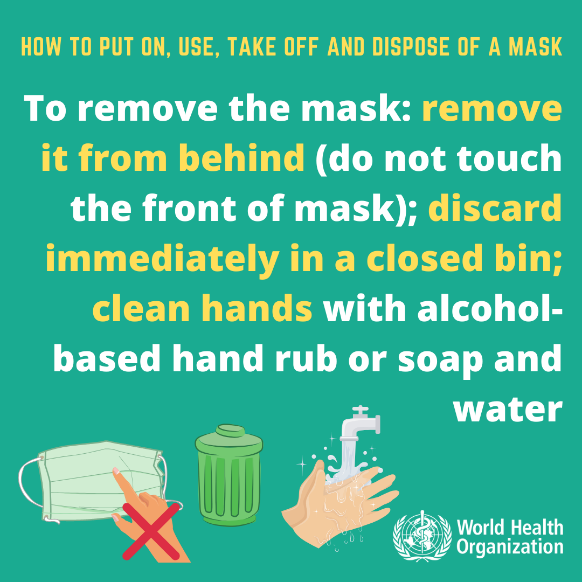 HOW TO PUT ON, USE, TAKE OFF AND DISPOSE OF A MASK
To remove the mask: remove
it from behind (do not touch
the front of mask); discard
immediately in a closed bin;
clean hands with alcohol-
based hand rub or soap and
water
World Health
Organization